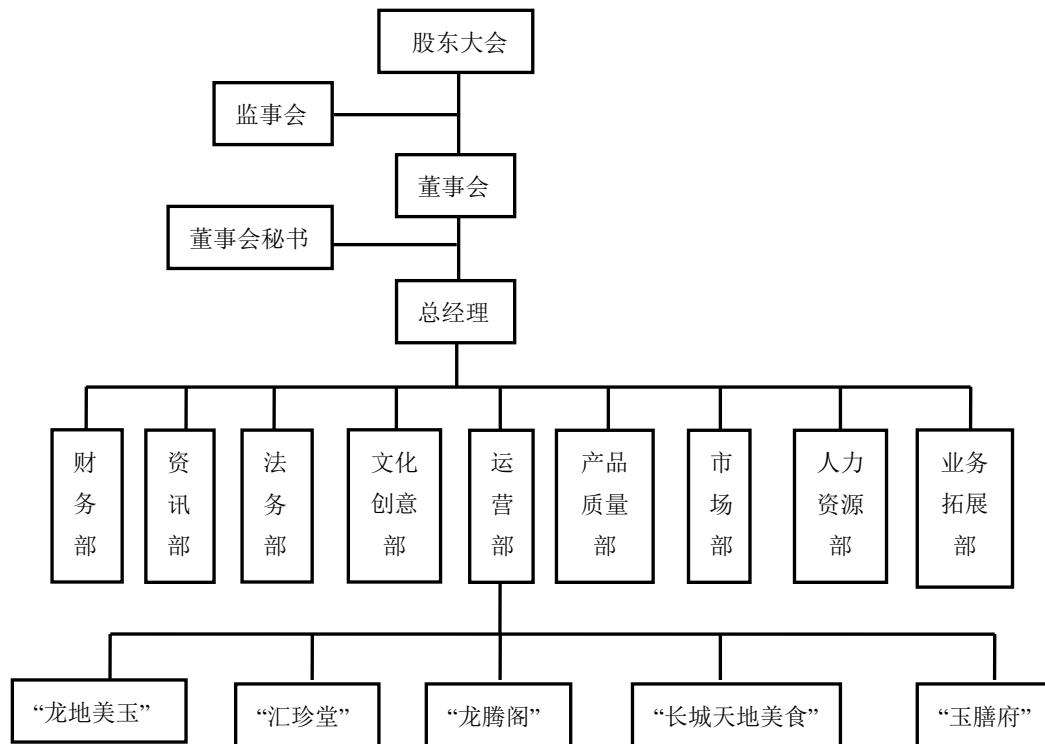 股东大会
监事会
董事会
董事会秘书
总经理
财
务
部
资
讯
部
法
务
部
文化
创意
部
运
营
部
产品
质量
部
市
场
部
人力
资源
部
业务
拓展
部
“龙地美玉”
“汇珍堂”
“龙腾阁”
“长城天地美食”
“玉膳府”